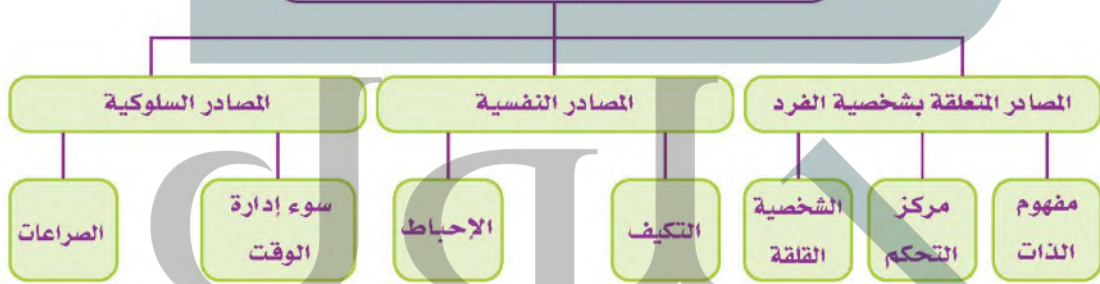 المصادر المتعلقة بشخصية الفرد
المصادر النفسية
المصادر السلوكية
مفهوم
الذات
مركز
التحكم
الشخصية
القلقة
التكيف
الإحباط
سوء إدارة
الوقت
الصراعات